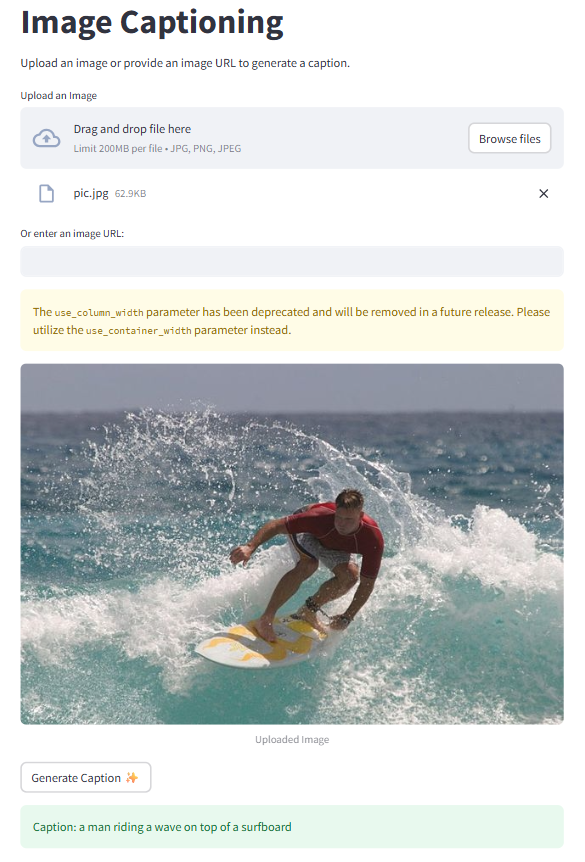 Image Captioning
Upload an image or provide an image URL to generate a caption.
Upload an Image
Drag and drop file here
Limit 200MB per file • JPG, PNG, JPEG
Browse files
pic.jpg 62.9KB
Or enter an image URL:
The use_column_width parameter has been deprecated and will be removed in a future release. Please
utilize the use_container_width parameter instead.
Uploaded Image
Generate Caption ✨
Caption: a man riding a wave on top of a surfboard